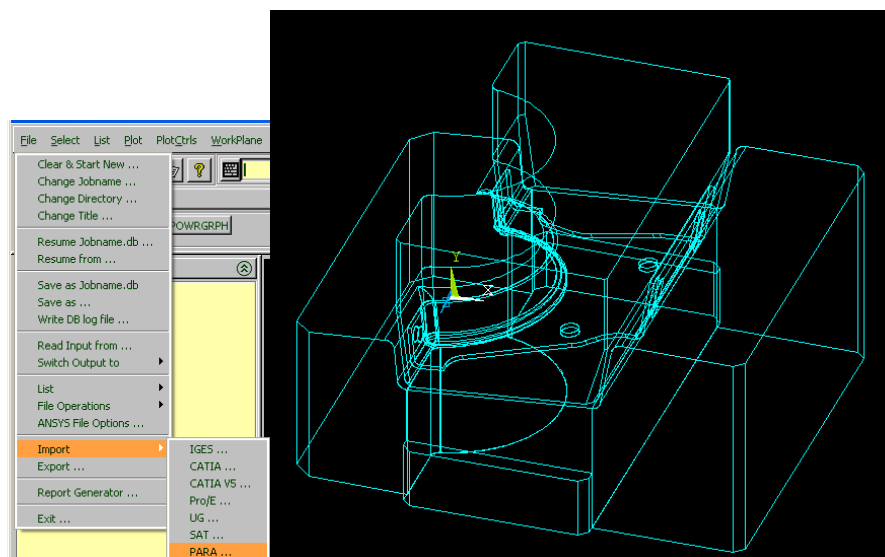 File Select List Plot PlotCtrls WorkPlane
Clear & Start New ...
Change Jobname ...
Change Directory ...
Change Title ...
POWRGRPH
Resume Jobname.db ...
Resume from ...
Save as Jobname.db
Save as ...
Write DB log file ...
Read Input from ...
Switch Output to
List
File Operations
ANSYS File Options ...
Import
Export ...
Report Generator ...
Exit ...
IGES ...
CATIA ...
CATIA V5 ...
Pro/E ...
UG ...
SAT ...
PARA ...
Y
X